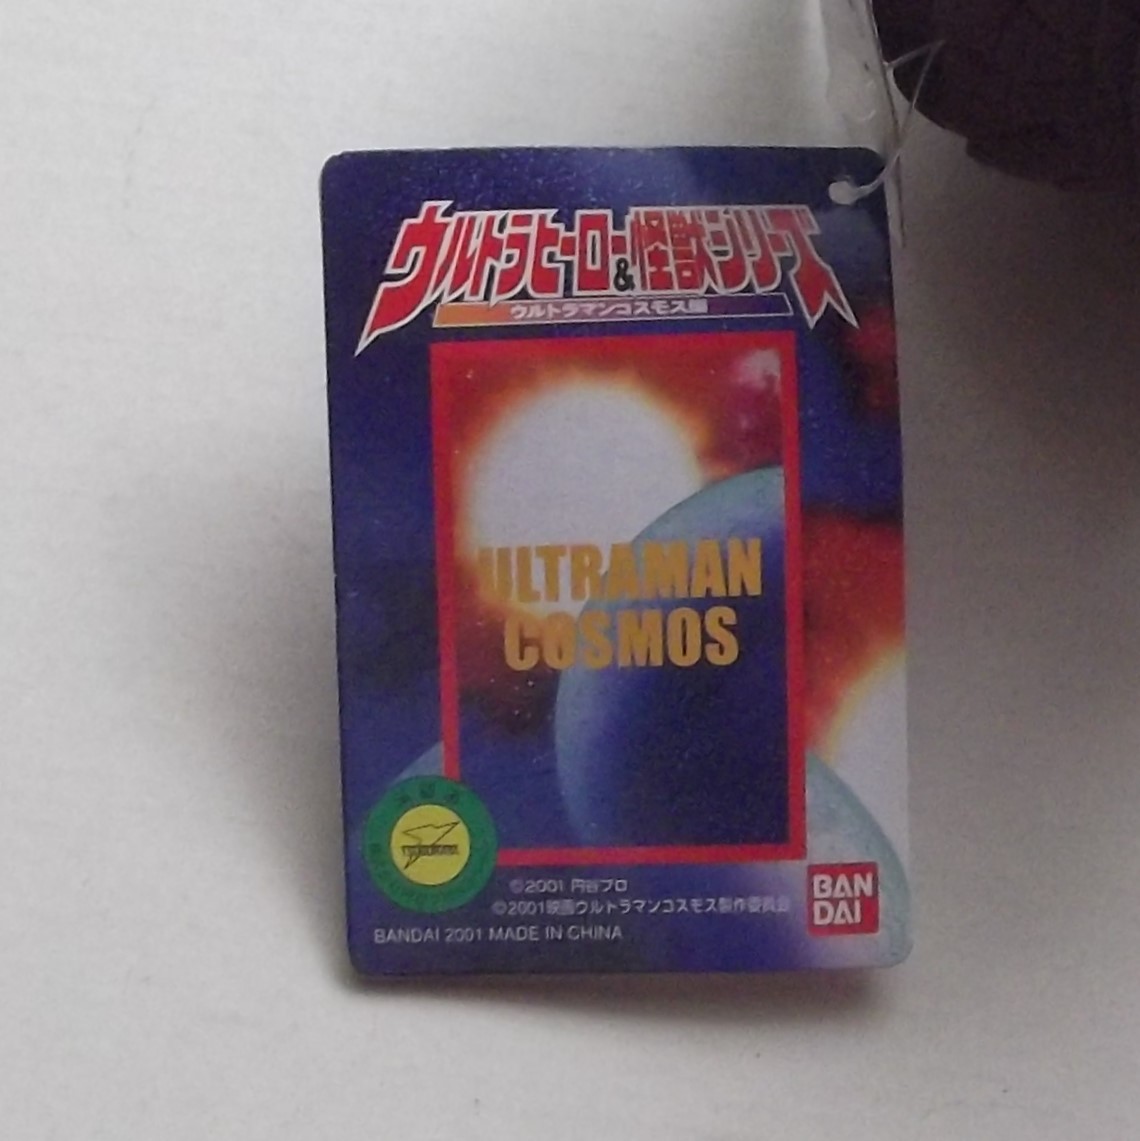 ウルトラヒーロー&怪獣シリーズ
ウルトラマンコスモス編
ULTRAMAN
COSMOS
©2001 円谷プロ
©2001映画ウルトラマンコスモス製作委員会
BANDAI 2001 MADE IN CHINA
BAN
DAI